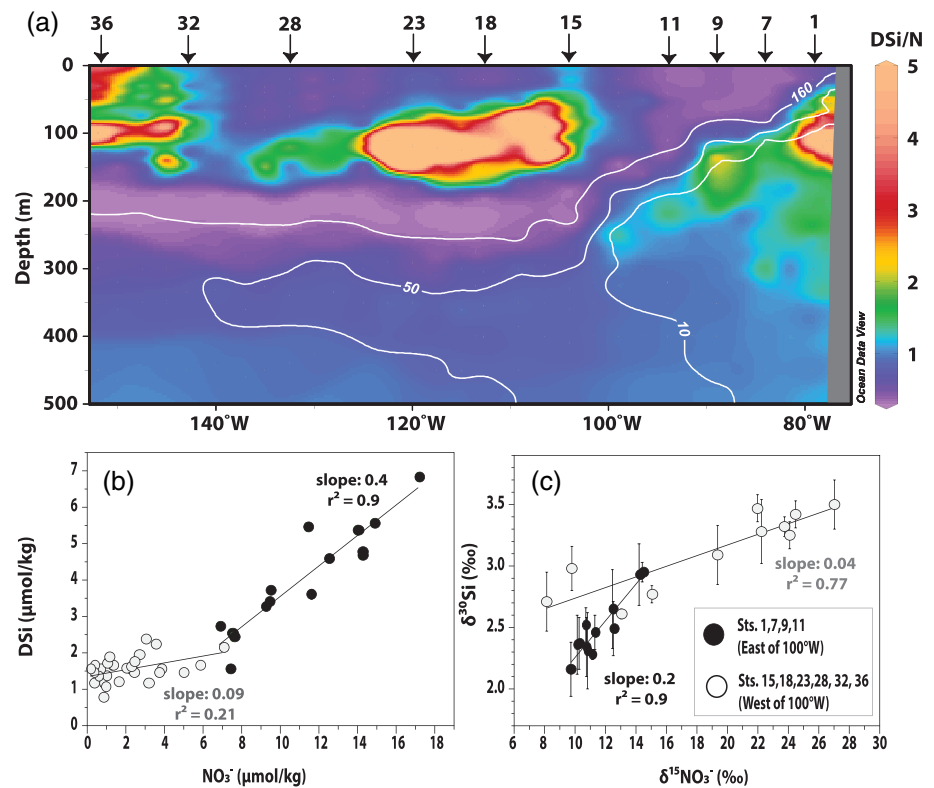 (a)
36 32 28 23 18 15 11 9 7 1
DSi/N
0
100
200
300
400
500
Depth (m)
160
50
10
Ocean Data View
5
4
3
2
1
140°W 120°W 100°W 80°W
(b)
slope: 0.4
r² = 0.9
slope: 0.09
r² = 0.21
7
6
5
4
3
2
1
0
DSi (μmol/kg)
0 2 4 6 8 10 12 14 16 18
NO₃⁻ (μmol/kg)
(c)
3.5
3.0
2.5
2.0
δ³⁰Si (‰)
slope: 0.04
r² = 0.77
slope: 0.2
r² = 0.9
Sts. 1,7,9,11
(East of 100°W)
Sts. 15,18,23,28, 32, 36
(West of 100°W)
6 8 10 12 14 16 18 20 22 24 26 28 30
δ¹⁵NO₃⁻ (‰)